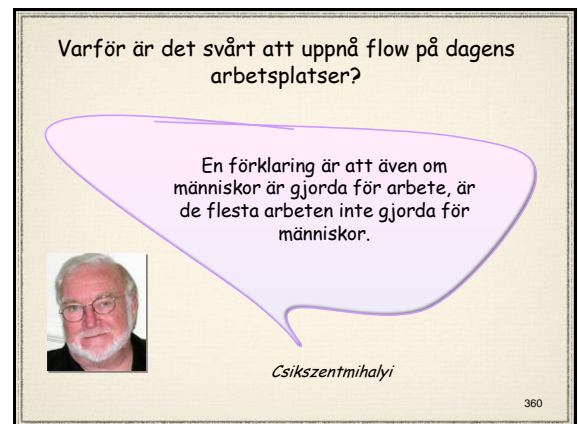 Varför är det svårt att uppnå flow på dagens
arbetsplatser?
En förklaring är att även om
människor är gjorda för arbete, är
de flesta arbeten inte gjorda för
människor.
Csikszentmihalyi
360